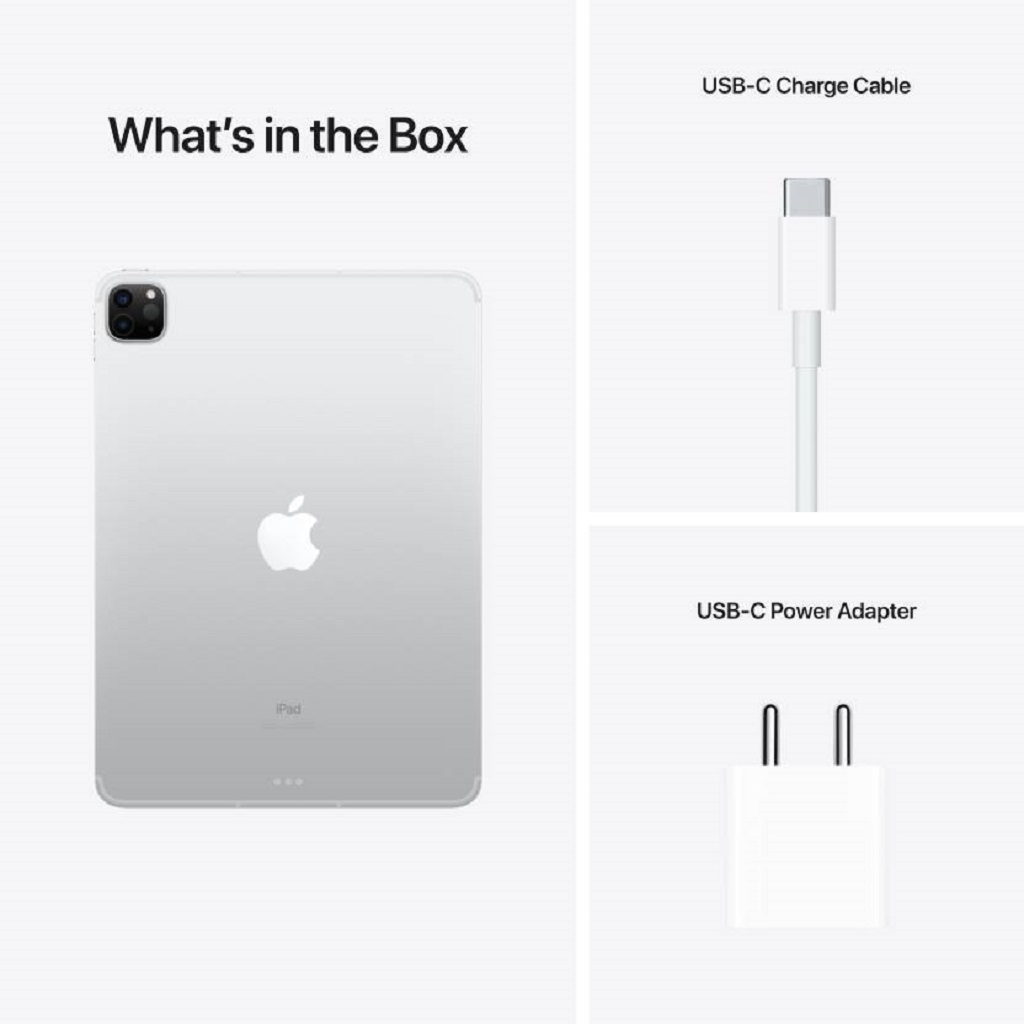 What's in the Box
iPad
USB-C Charge Cable
USB-C Power Adapter